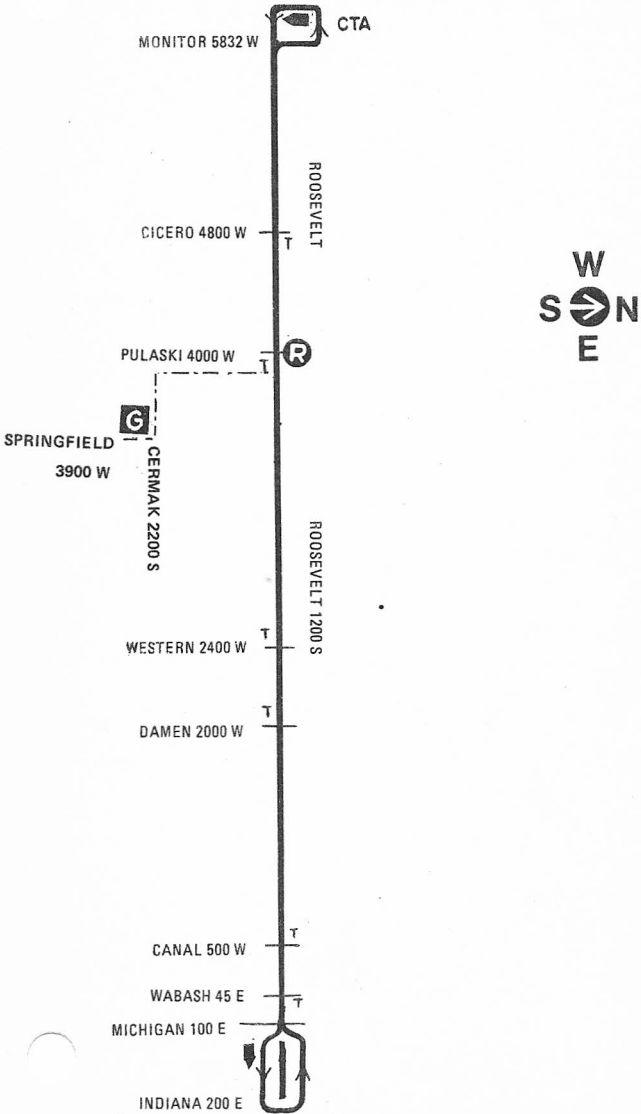 CTA
MONITOR 5832 W
ROOSEVELT
CICERO 4800 W
T
W
S N
E
PULASKI 4000 W
R
T
G
SPRINGFIELD
3900 W
CERMAK 2200 S
ROOSEVELT 1200 S
T
WESTERN 2400 W
T
DAMEN 2000 W
T
CANAL 500 W
WABASH 45 E
T
MICHIGAN 100 E
INDIANA 200 E